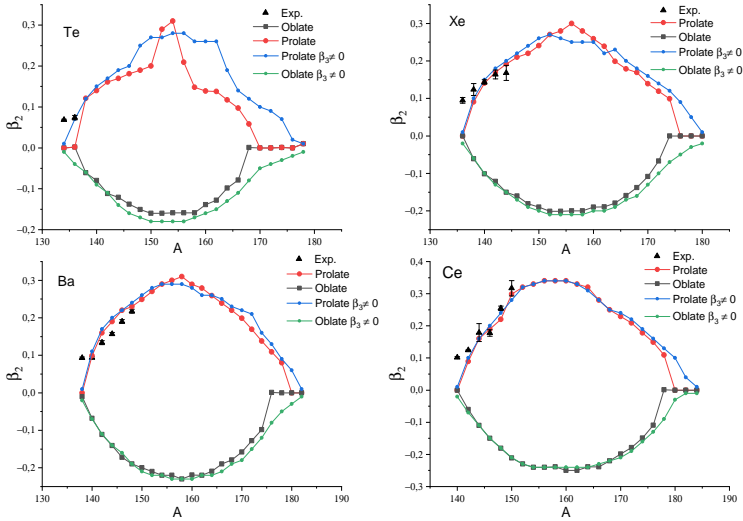 Te
Exp.
Oblate
Prolate
Prolate β₃≠ 0
Oblate β₃ ≠ 0
β₂
0,3
0,2
0,1
0,0
−0,1
−0,2
130 140 150 160 170 180
A
Xe
Exp.
Prolate
Oblate
Prolate β₃≠ 0
Oblate β₃ ≠ 0
β₂
0,3
0,2
0,1
0,0
−0,1
−0,2
130 140 150 160 170 180
A
Ba
Exp.
Prolate
Oblate
Prolate β₃≠ 0
Oblate β₃ ≠ 0
β₂
0,3
0,2
0,1
0,0
−0,1
−0,2
130 140 150 160 170 180 190
A
Ce
Exp.
Prolate
Oblate
Prolate β₃≠ 0
Oblate β₃ ≠ 0
β₂
0,4
0,3
0,2
0,1
0,0
−0,1
−0,2
−0,3
130 140 150 160 170 180 190
A